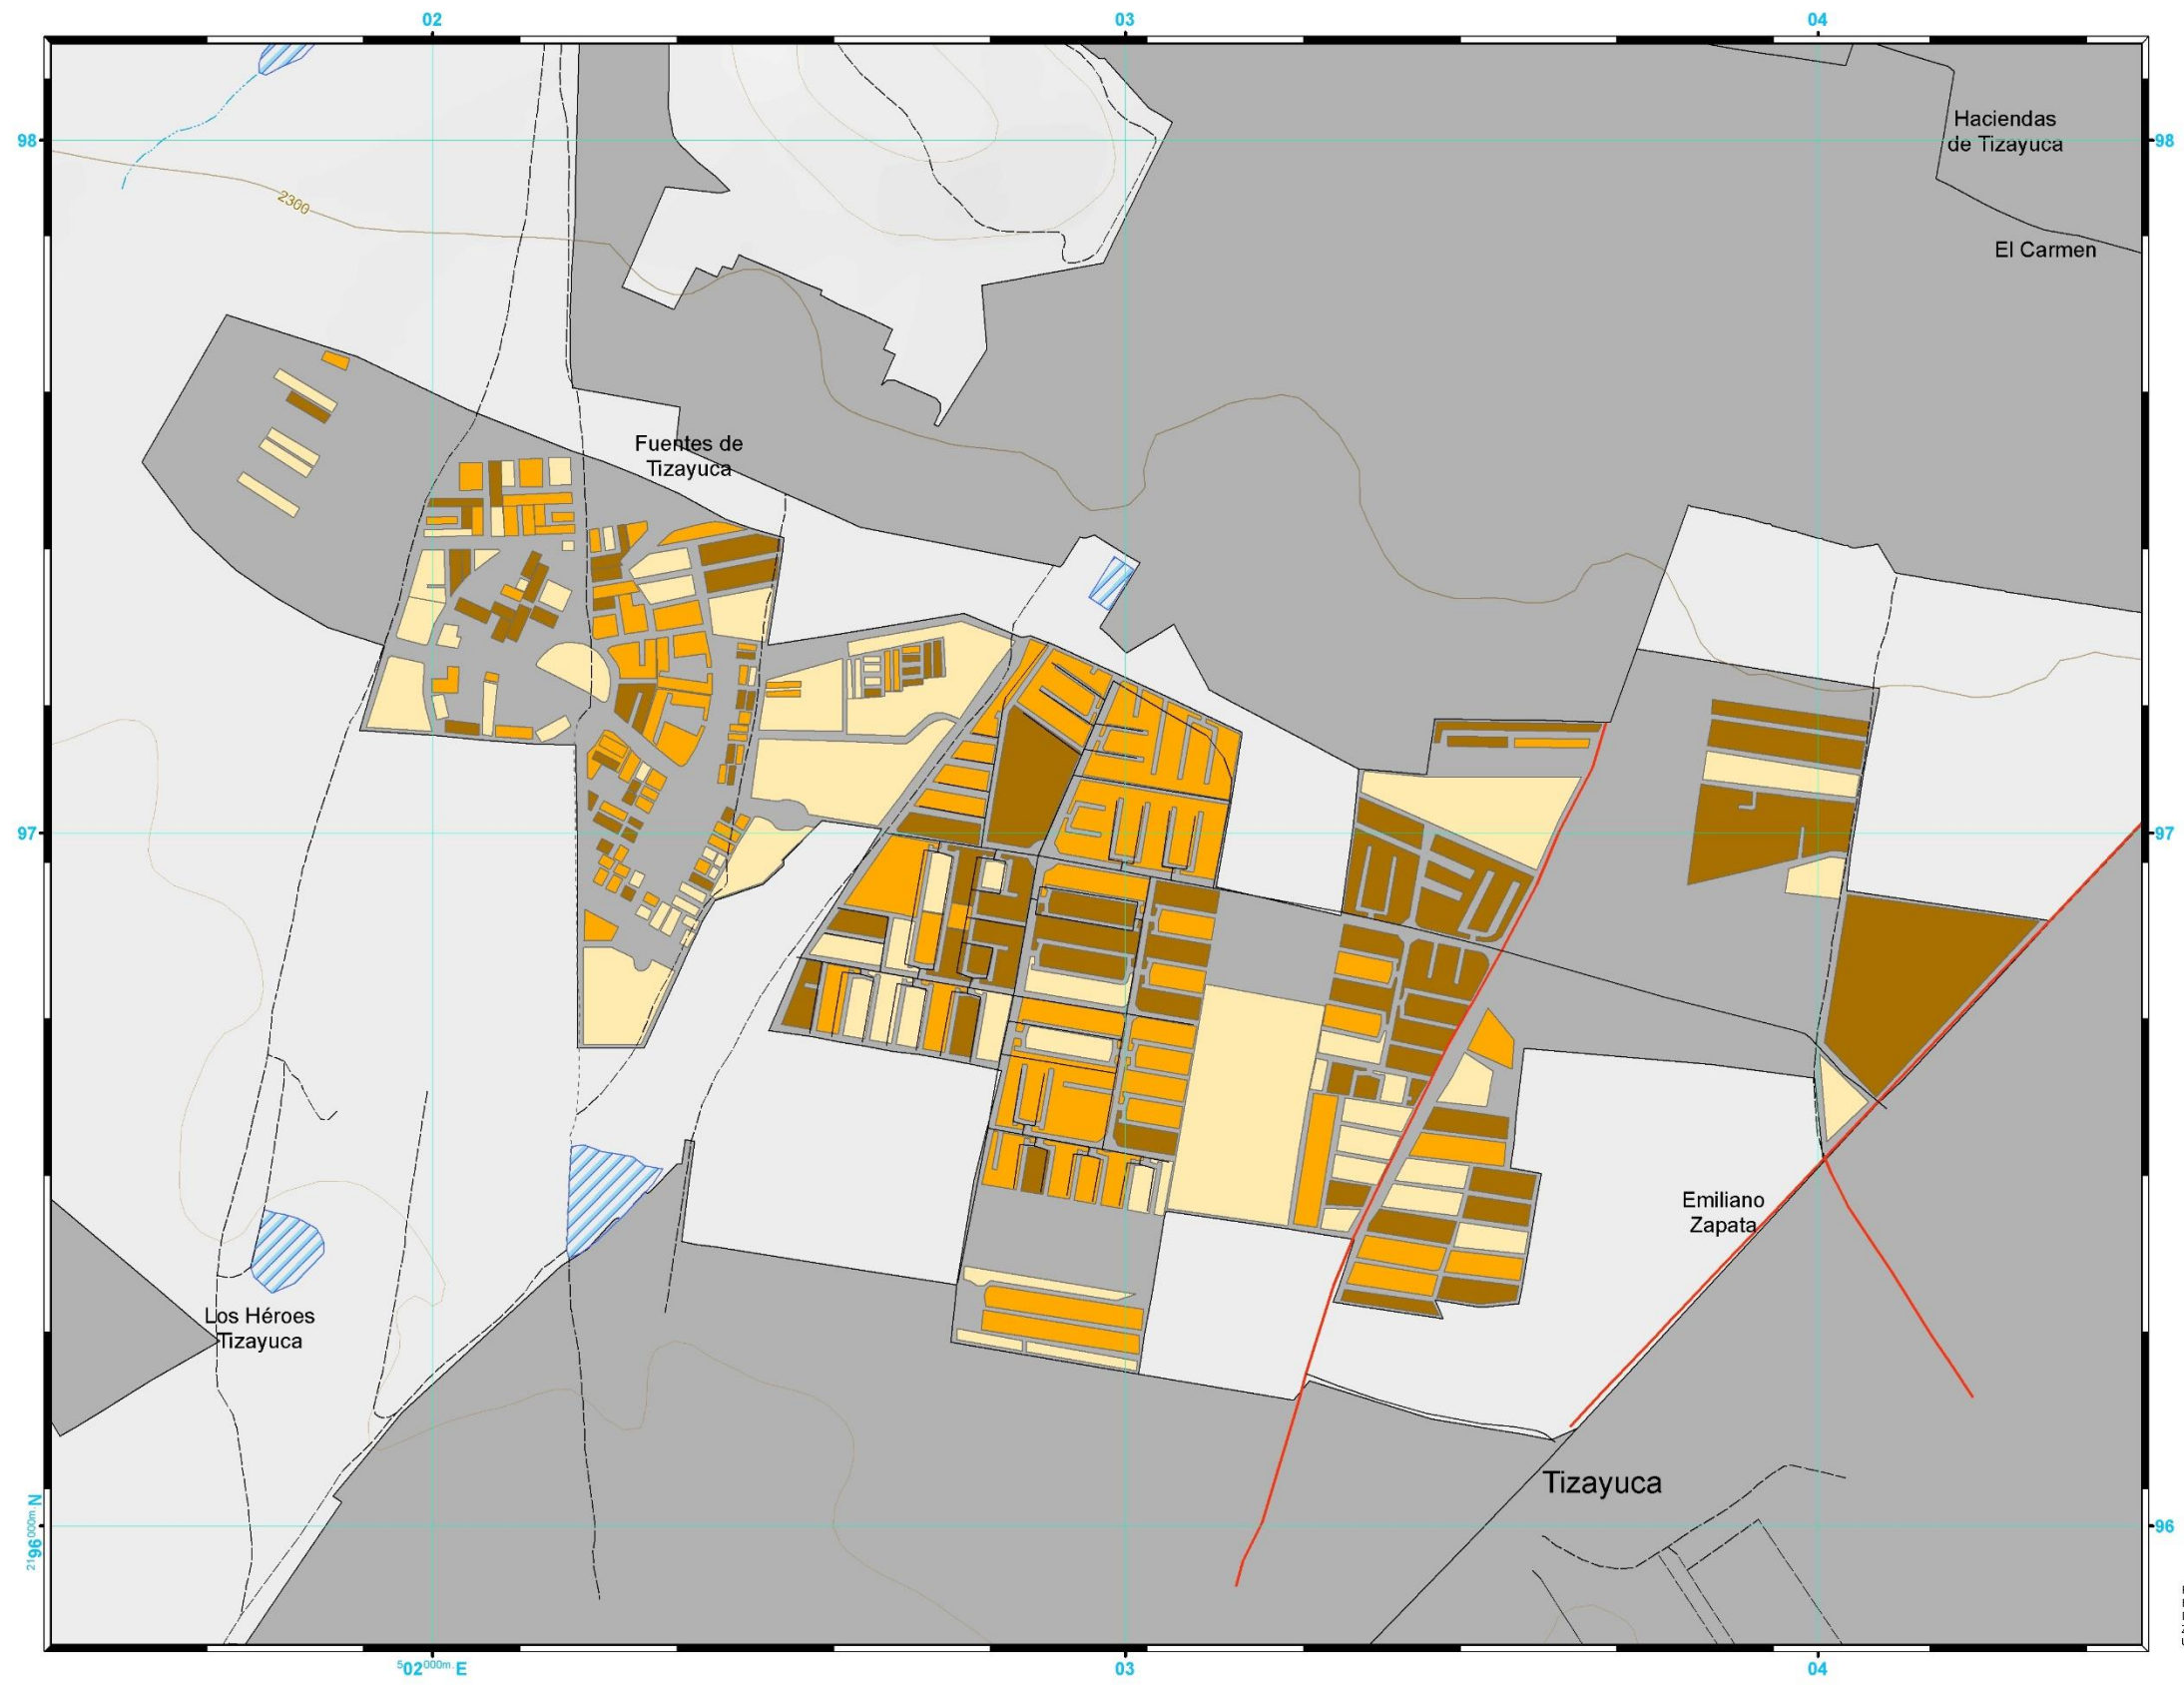 02
03
04
98
98
Haciendas
de Tizayuca
2300
El Carmen
Fuentes de
Tizayuca
97
97
Emiliano
Zapata
Los Héroes
Tizayuca
Tizayuca
2196000m.N
96
502000m.E
03
04